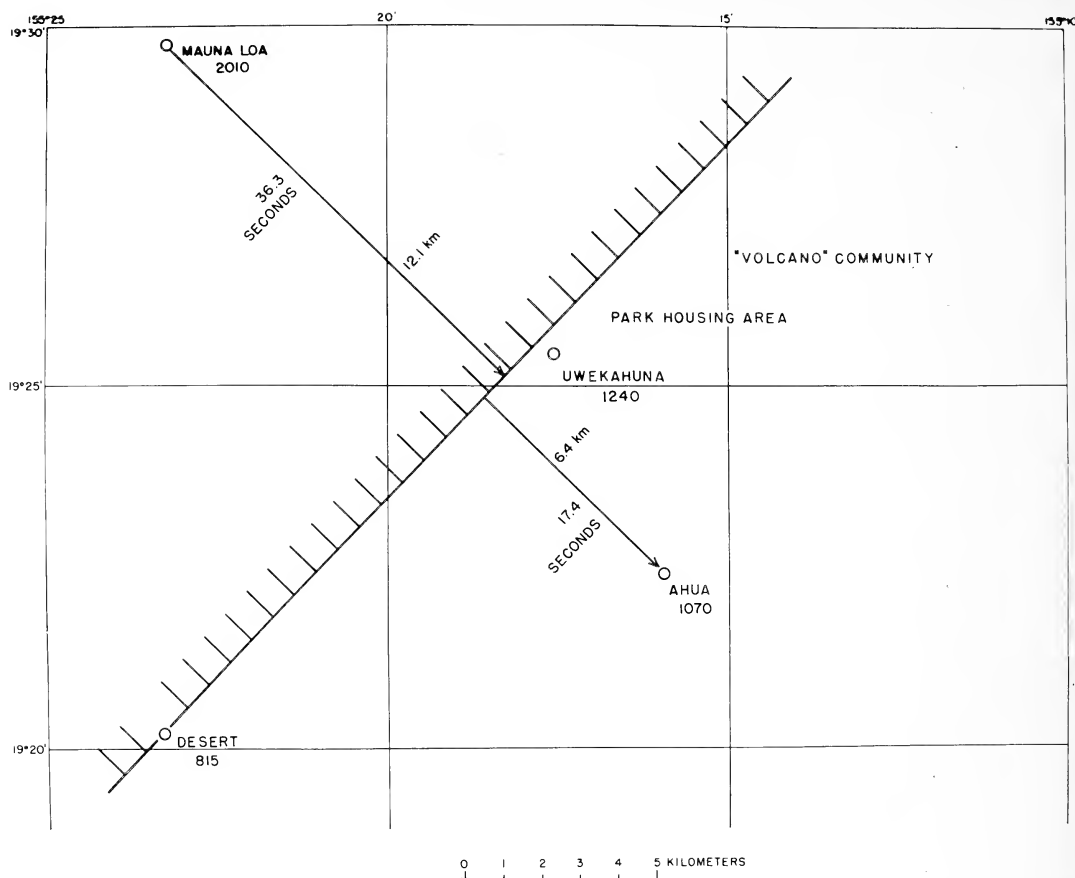 155°25
20'
15'
155°10
19°30'
MAUNA LOA
2010
36.3
SECONDS
12.1 km
"VOLCANO" COMMUNITY
PARK HOUSING AREA
UWEKAHUNA
1240
19°25'
6.4 km
17.4
SECONDS
AHUA
1070
DESERT
815
19°20'
0 1 2 3 4 5 KILOMETERS